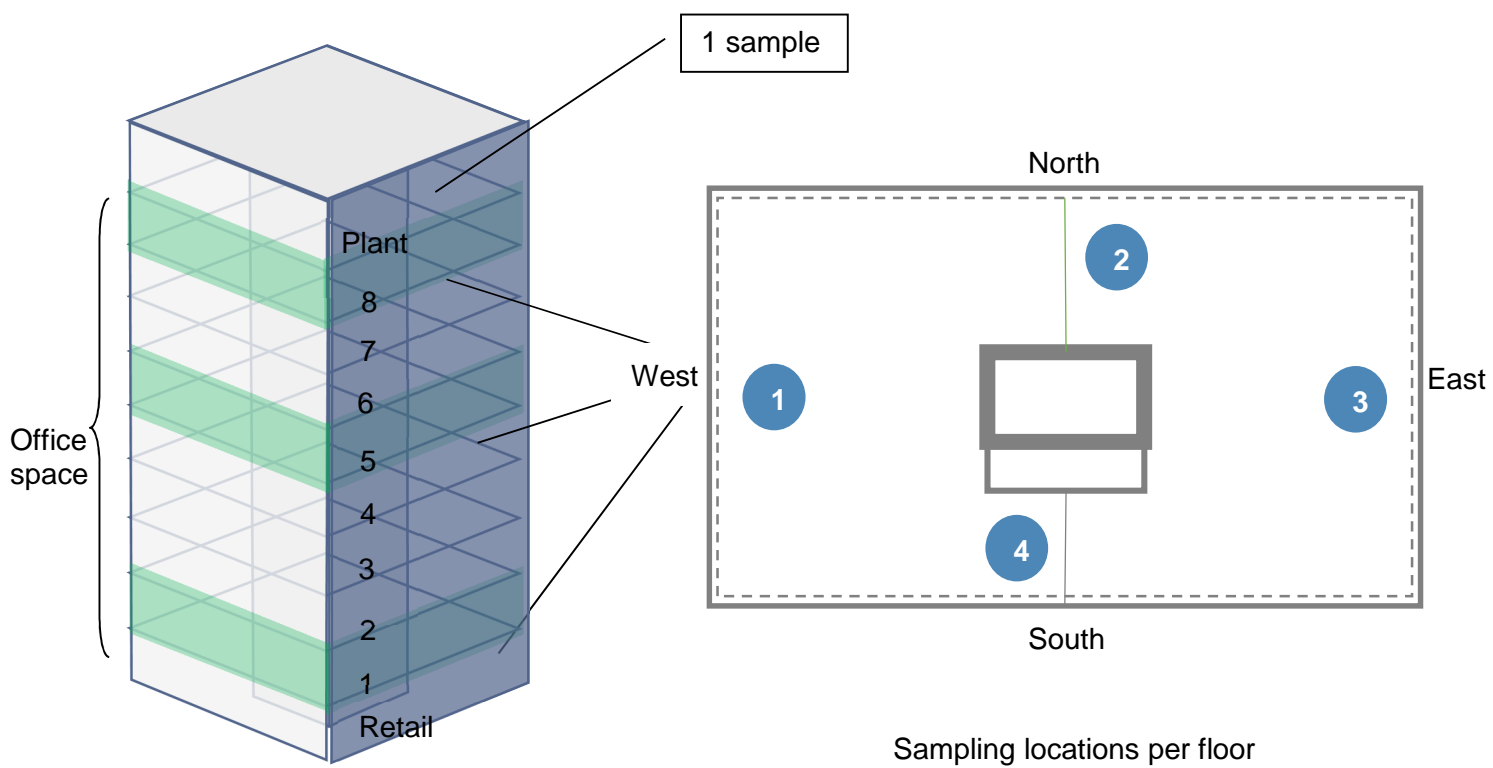 1 sample
Plant
8
7
6
5
4
3
2
1
Retail
Office
space
North
West
East
South
1
2
3
4
Sampling locations per floor